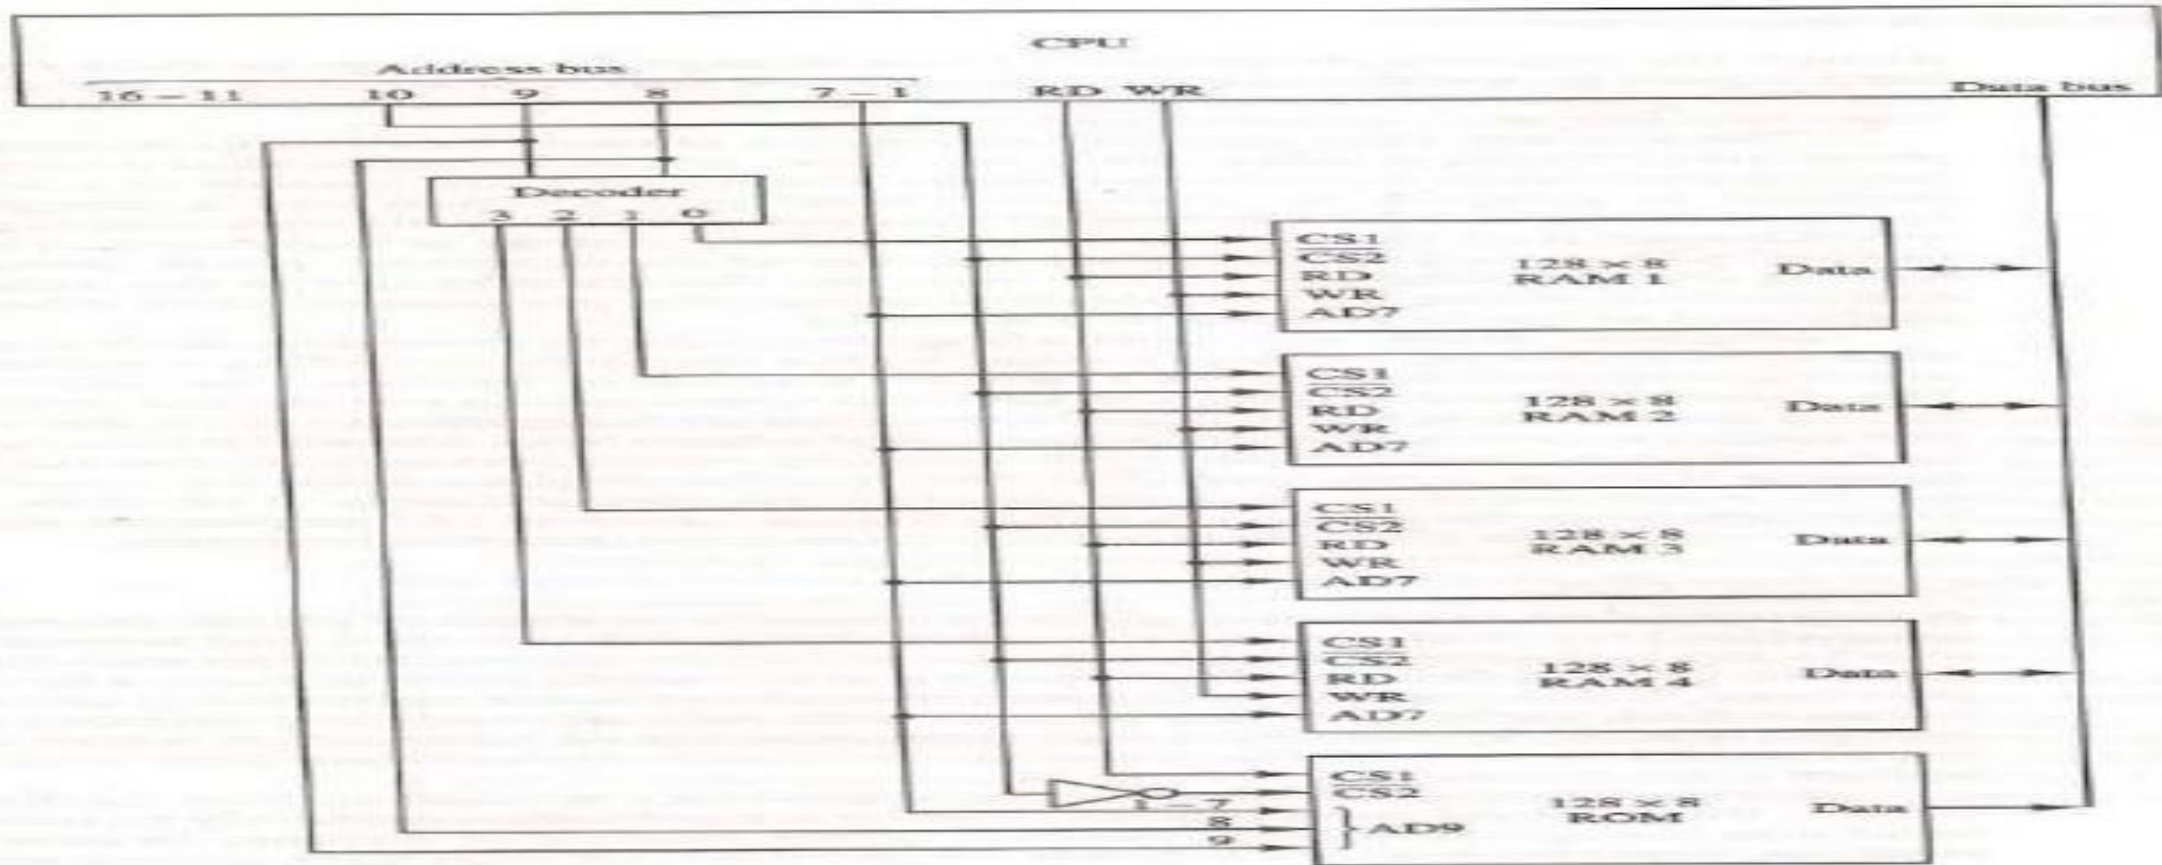 CPU
Address bus
16 – 11 10 9 8 7 – 1 RD WR Data bus
Decoder
3 2 1 0
CS1
CS2
RD
WR
AD7
128 × 8
RAM 1
Data
CS1
CS2
RD
WR
AD7
128 × 8
RAM 2
Data
CS1
CS2
RD
WR
AD7
128 × 8
RAM 3
Data
CS1
CS2
RD
WR
AD7
128 × 8
RAM 4
Data
CS1
CS2
1 – 7
8
9
AD9
128 × 8
ROM
Data